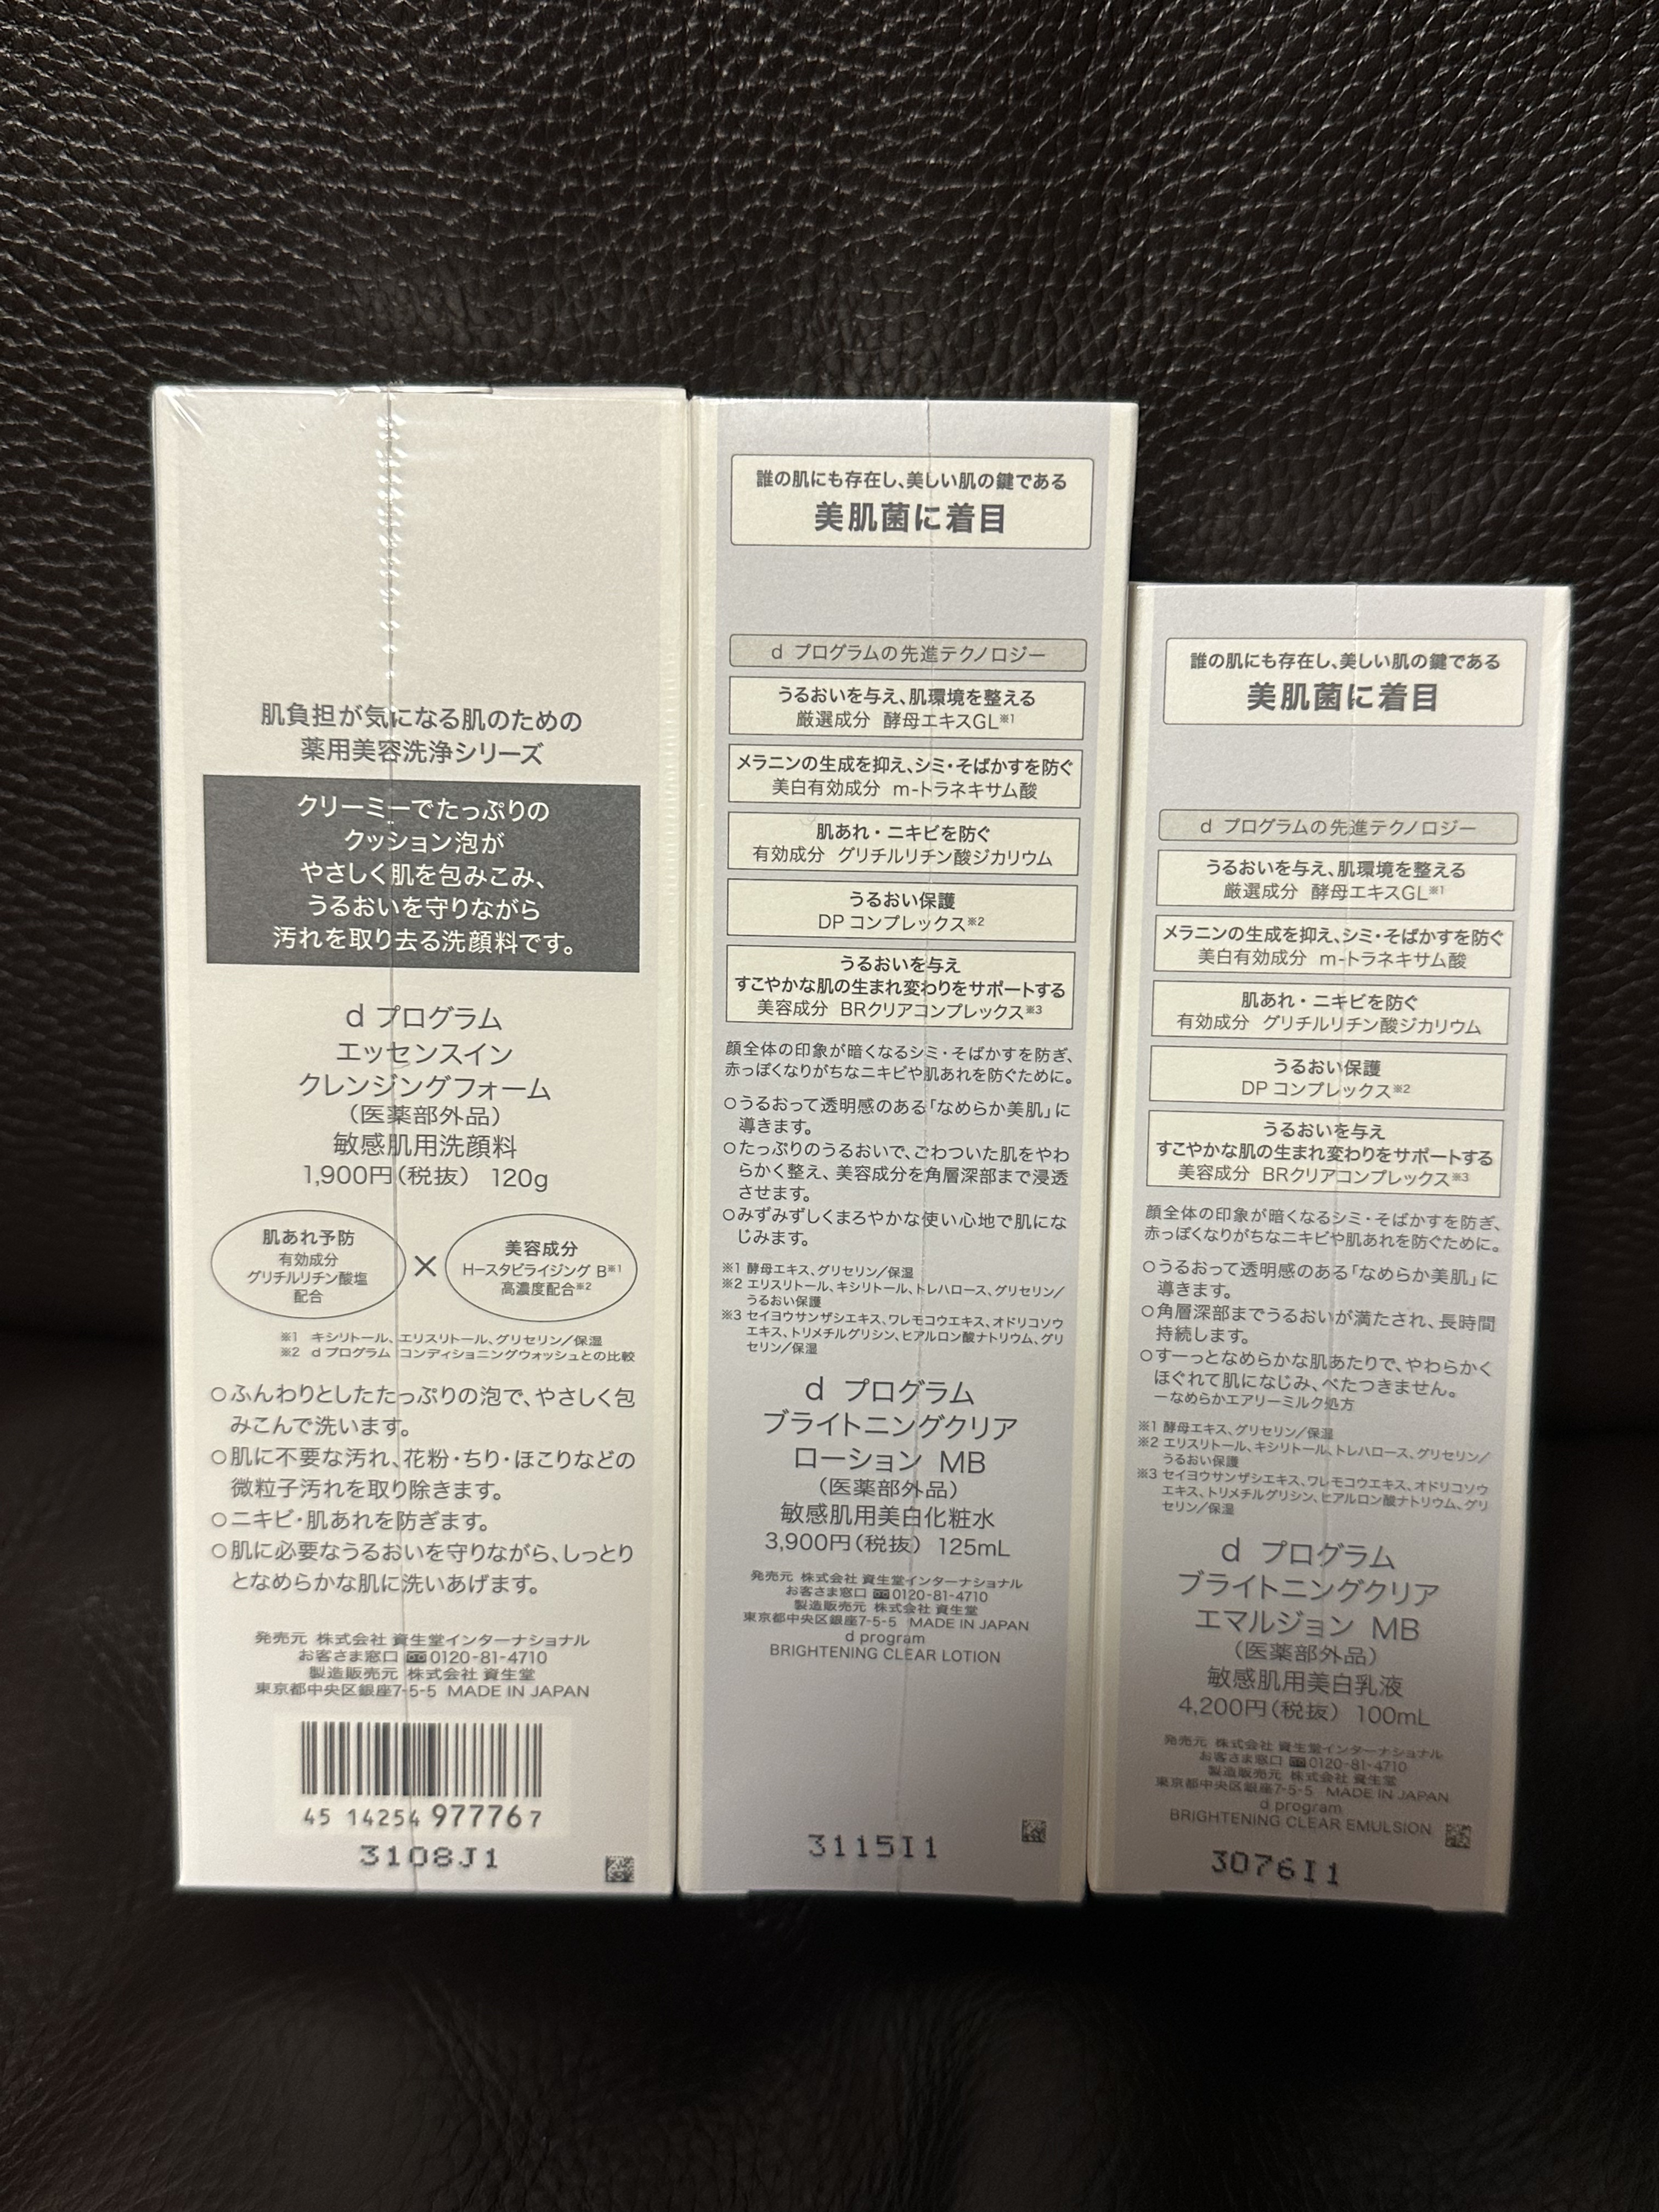 肌負担が気になる肌のための
薬用美容洗浄シリーズ
クリーミーでたっぷりの
クッション泡が
やさしく肌を包みこみ、
うるおいを守りながら
汚れを取り去る洗顔料です。
d プログラム
エッセンスイン
クレンジングフォーム
（医薬部外品）
敏感肌用洗顔料
1,900円（税抜） 120g
肌あれ予防
有効成分
グリチルリチン酸塩
配合
×
美容成分
H－スタビライジング B※1
高濃度配合※2
※1 キシリトール、エリスリトール、グリセリン／保湿
※2 d プログラム コンディショニングウォッシュとの比較
○ふんわりとしたたっぷりの泡で、やさしく包
みこんで洗います。
○肌に不要な汚れ、花粉・ちり・ほこりなどの
微粒子汚れを取り除きます。
○ニキビ・肌あれを防ぎます。
○肌に必要なうるおいを守りながら、しっとり
となめらかな肌に洗いあげます。
発売元 株式会社 資生堂インターナショナル
お客さま窓口 0120-81-4710
製造販売元 株式会社 資生堂
東京都中央区銀座7-5-5 MADE IN JAPAN
45 14254 97776 7
3108J1
誰の肌にも存在し、美しい肌の鍵である
美肌菌に着目
d プログラムの先進テクノロジー
うるおいを与え、肌環境を整える
厳選成分 酵母エキスGL※1
メラニンの生成を抑え、シミ・そばかすを防ぐ
美白有効成分 m-トラネキサム酸
肌あれ・ニキビを防ぐ
有効成分 グリチルリチン酸ジカリウム
うるおい保護
DP コンプレックス※2
うるおいを与え
すこやかな肌の生まれ変わりをサポートする
美容成分 BRクリアコンプレックス※3
顔全体の印象が暗くなるシミ・そばかすを防ぎ、
赤っぽくなりがちなニキビや肌あれを防ぐために。
○うるおって透明感のある「なめらか美肌」に
導きます。
○たっぷりのうるおいで、ごわついた肌をやわ
らかく整え、美容成分を角層深部まで浸透
させます。
○みずみずしくまろやかな使い心地で肌にな
じみます。
※1 酵母エキス、グリセリン／保湿
※2 エリスリトール、キシリトール、トレハロース、グリセリン／
うるおい保護
※3 セイヨウサンザシエキス、ワレモコウエキス、オドリコソウ
エキス、トリメチルグリシン、ヒアルロン酸ナトリウム、グリ
セリン／保湿
d プログラム
ブライトニングクリア
ローション MB
（医薬部外品）
敏感肌用美白化粧水
3,900円（税抜） 125mL
発売元 株式会社 資生堂インターナショナル
お客さま窓口 0120-81-4710
製造販売元 株式会社 資生堂
東京都中央区銀座7-5-5 MADE IN JAPAN
d program
BRIGHTENING CLEAR LOTION
3115I1
誰の肌にも存在し、美しい肌の鍵である
美肌菌に着目
d プログラムの先進テクノロジー
うるおいを与え、肌環境を整える
厳選成分 酵母エキスGL※1
メラニンの生成を抑え、シミ・そばかすを防ぐ
美白有効成分 m-トラネキサム酸
肌あれ・ニキビを防ぐ
有効成分 グリチルリチン酸ジカリウム
うるおい保護
DP コンプレックス※2
うるおいを与え
すこやかな肌の生まれ変わりをサポートする
美容成分 BRクリアコンプレックス※3
顔全体の印象が暗くなるシミ・そばかすを防ぎ、
赤っぽくなりがちなニキビや肌あれを防ぐために。
○うるおって透明感のある「なめらか美肌」に
導きます。
○角層深部までうるおいが満たされ、長時間
持続します。
○すーっとなめらかな肌あたりで、やわらかく
ほぐれて肌になじみ、べたつきません。
－なめらかエアリーミルク処方
※1 酵母エキス、グリセリン／保湿
※2 エリスリトール、キシリトール、トレハロース、グリセリン／
うるおい保護
※3 セイヨウサンザシエキス、ワレモコウエキス、オドリコソウ
エキス、トリメチルグリシン、ヒアルロン酸ナトリウム、グリ
セリン／保湿
d プログラム
ブライトニングクリア
エマルジョン MB
（医薬部外品）
敏感肌用美白乳液
4,200円（税抜） 100mL
発売元 株式会社 資生堂インターナショナル
お客さま窓口 0120-81-4710
製造販売元 株式会社 資生堂
東京都中央区銀座7-5-5 MADE IN JAPAN
d program
BRIGHTENING CLEAR EMULSION
3076I1